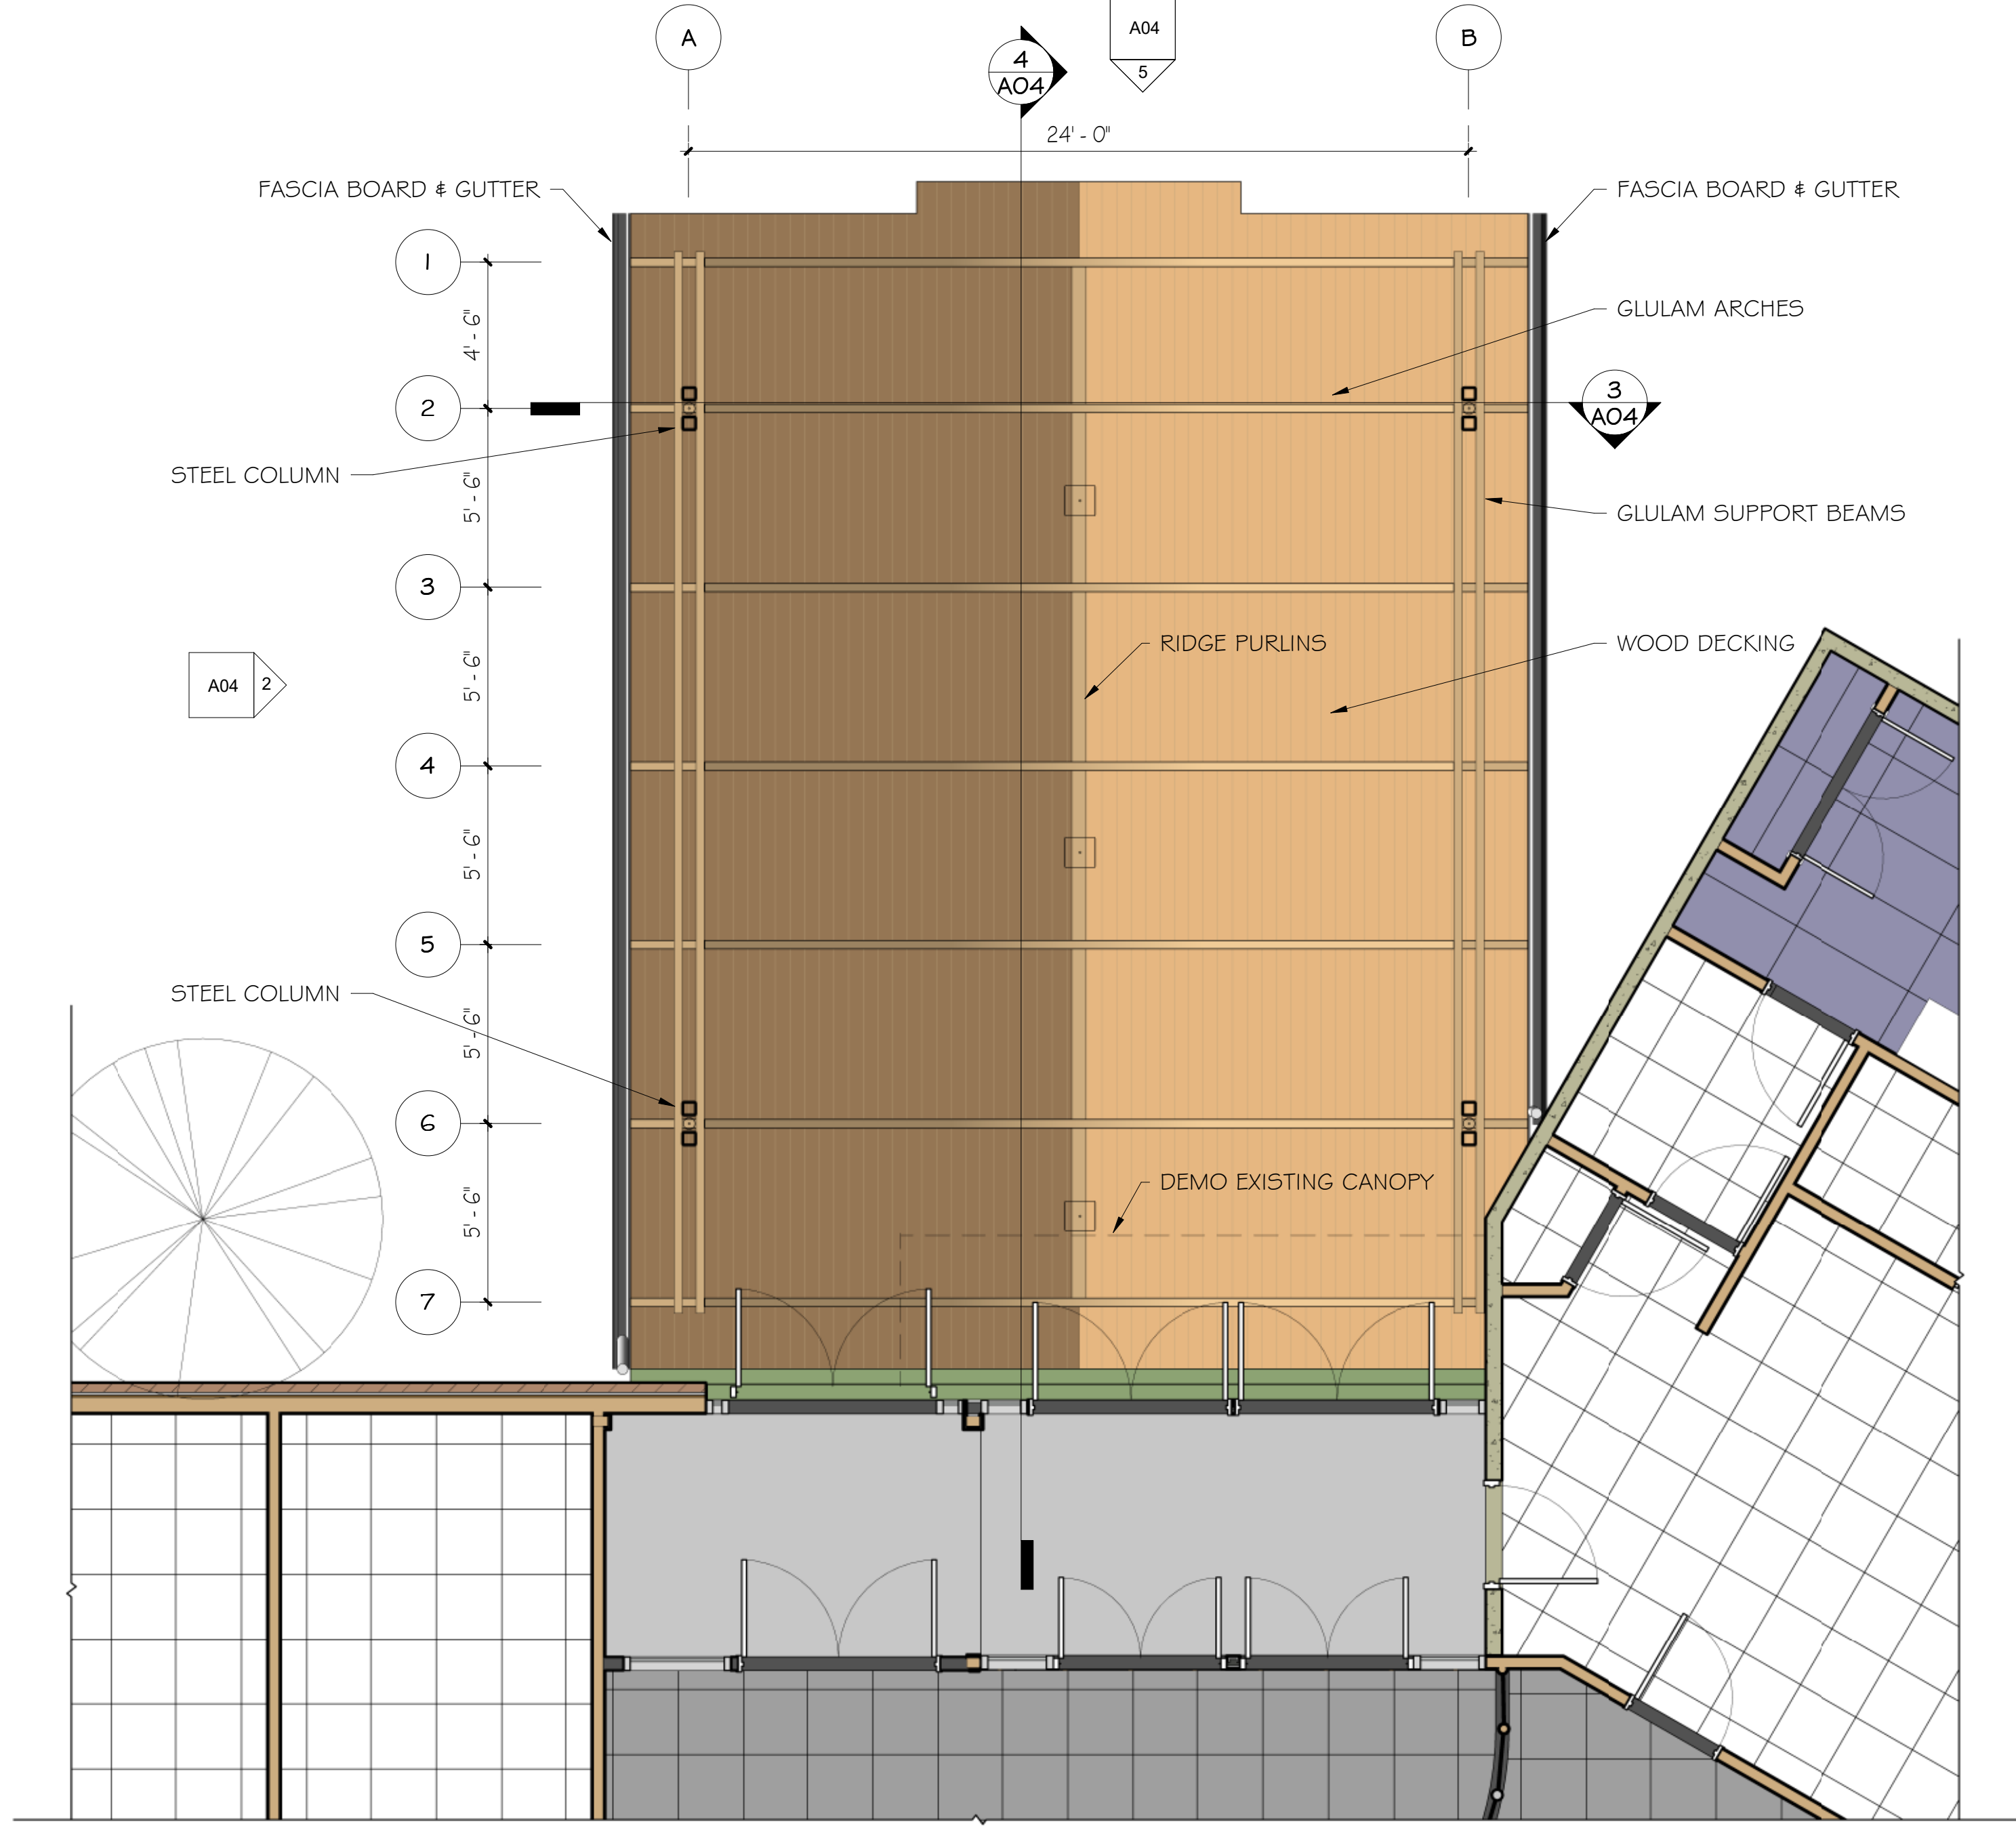 A
4
A04
A04
5
B
24' - 0"
FASCIA BOARD & GUTTER
FASCIA BOARD & GUTTER
1
4' - 6"
GLULAM ARCHES
2
3
A04
STEEL COLUMN
5' - 6"
GLULAM SUPPORT BEAMS
3
RIDGE PURLINS
WOOD DECKING
A04
2
5' - 6"
4
5' - 6"
5
STEEL COLUMN
5' - 6"
6
DEMO EXISTING CANOPY
5' - 6"
7